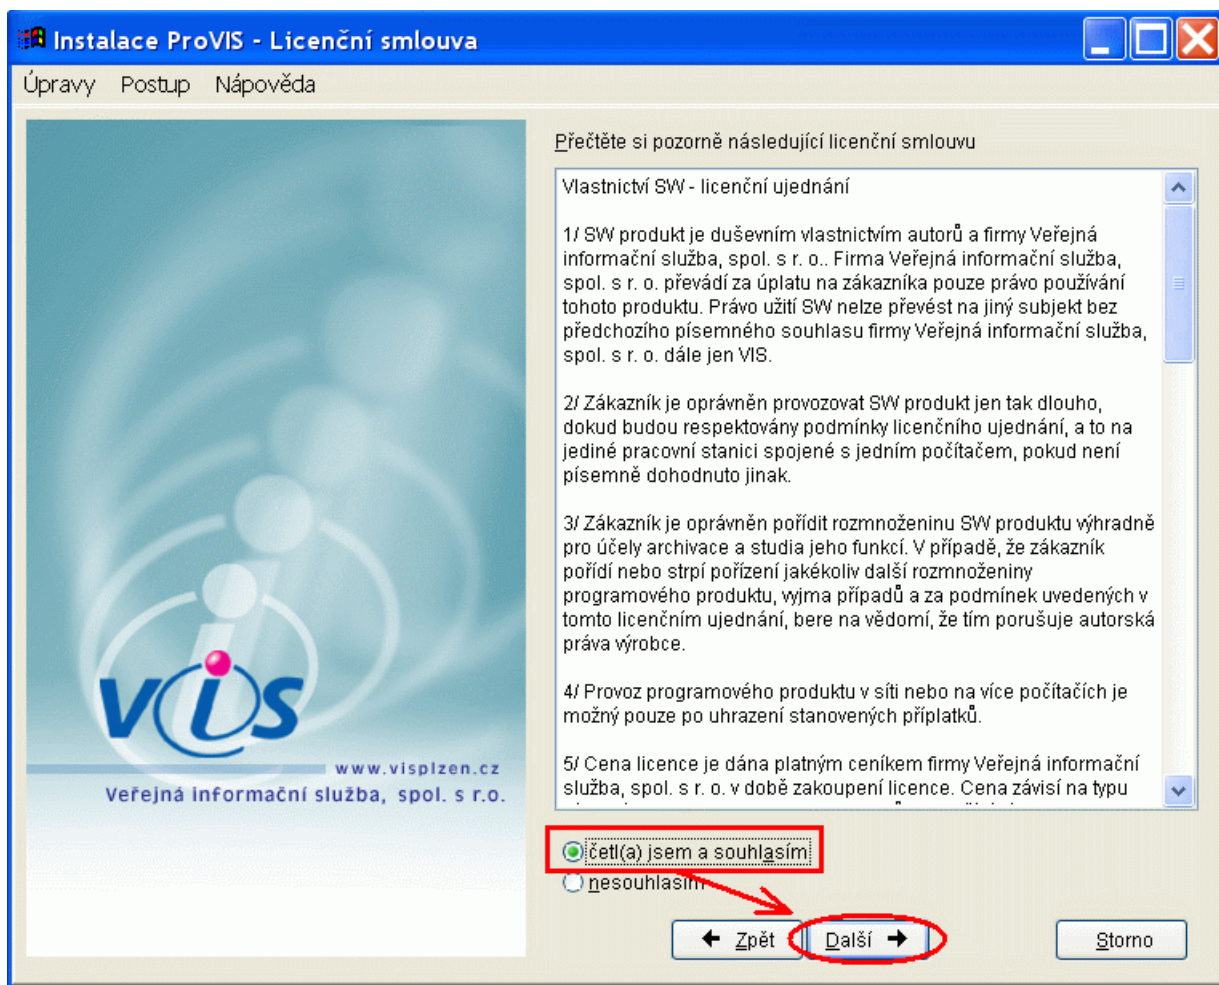 Instalace ProVIS - Licenční smlouva
Úpravy Postup Nápověda
Přečtěte si pozorně následující licenční smlouvu
Vlastnictví SW - licenční ujednání
1/ SW produkt je duševním vlastnictvím autorů a firmy Veřejná
informační služba, spol. s r. o.. Firma Veřejná informační služba,
spol. s r. o. převádí za úplatu na zákazníka pouze právo používání
tohoto produktu. Právo užití SW nelze převést na jiný subjekt bez
předchozího písemného souhlasu firmy Veřejná informační služba,
spol. s r. o. dále jen VIS.
2/ Zákazník je oprávněn provozovat SW produkt jen tak dlouho,
dokud budou respektovány podmínky licenčního ujednání, a to na
jediné pracovní stanici spojené s jedním počítačem, pokud není
písemně dohodnuto jinak.
3/ Zákazník je oprávněn pořídit rozmnoženinu SW produktu výhradně
pro účely archivace a studia jeho funkcí. V případě, že zákazník
pořídí nebo strpí pořízení jakékoliv další rozmnoženiny
programového produktu, vyjma případů a za podmínek uvedených v
tomto licenčním ujednání, bere na vědomí, že tím porušuje autorská
práva výrobce.
4/ Provoz programového produktu v síti nebo na více počítačích je
možný pouze po uhrazení stanovených příplatků.
5/ Cena licence je dána platným ceníkem firmy Veřejná informační
služba, spol. s r. o. v době zakoupení licence. Cena závisí na typu
vis
www.visplzen.cz
Veřejná informační služba, spol. s r.o.
četl(a) jsem a souhlasím
nesouhlasím
Zpět Další Storno